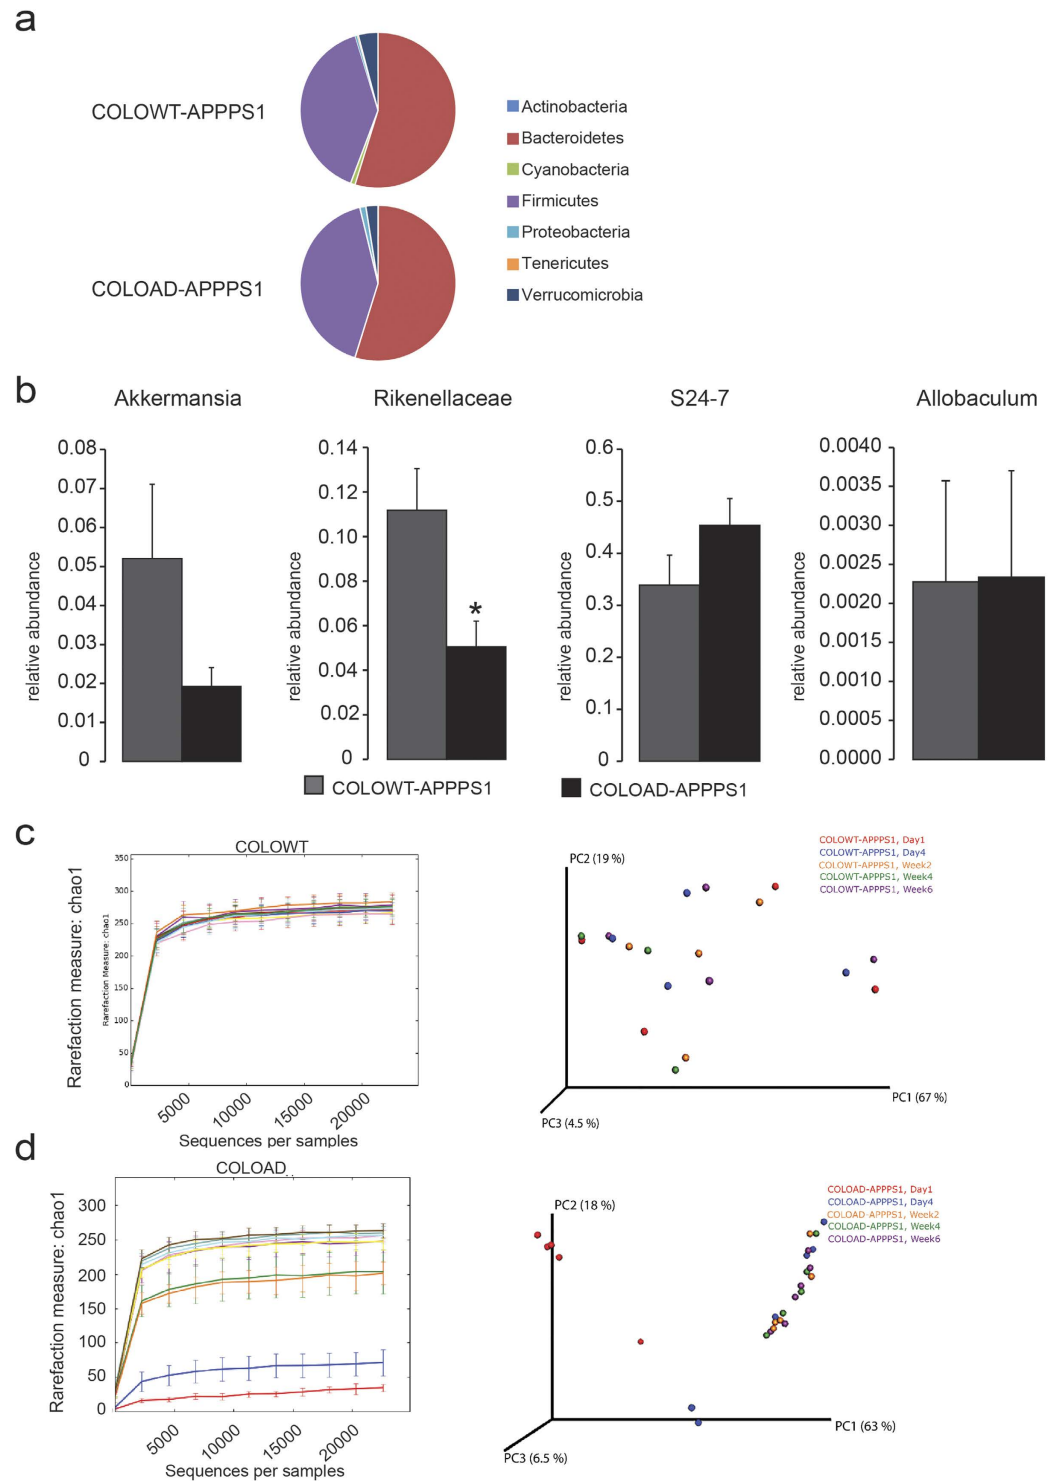 a
COLOWT-APPPS1
COLOAD-APPPS1
Actinobacteria
Bacteroidetes
Cyanobacteria
Firmicutes
Proteobacteria
Tenericutes
Verrucomicrobia
b
Akkermansia
relative abundance
0.08
0.07
0.06
0.05
0.04
0.03
0.02
0.01
0
Rikenellaceae
relative abundance
0.14
0.12
0.10
0.08
0.06
0.04
0.02
0
*
S24-7
relative abundance
0.6
0.5
0.4
0.3
0.2
0.1
0
Allobaculum
relative abundance
0.0040
0.0035
0.0030
0.0025
0.0020
0.0015
0.0010
0.0005
0.0000
COLOWT-APPPS1
COLOAD-APPPS1
c
COLOWT
Rarefaction measure: chao1
Rarefaction Measure: chao1
350
300
250
200
150
100
50
0
5000
10000
15000
20000
Sequences per samples
PC2 (19 %)
PC1 (67 %)
PC3 (4.5 %)
COLOWT-APPPS1, Day1
COLOWT-APPPS1, Day4
COLOWT-APPPS1, Week2
COLOWT-APPPS1, Week4
COLOWT-APPPS1, Week6
d
COLOAD
Rarefaction measure: chao1
300
250
200
150
100
50
0
5000
10000
15000
20000
Sequences per samples
PC2 (18 %)
PC1 (63 %)
PC3 (6.5 %)
COLOAD-APPPS1, Day1
COLOAD-APPPS1, Day4
COLOAD-APPPS1, Week2
COLOAD-APPPS1, Week4
COLOAD-APPPS1, Week6